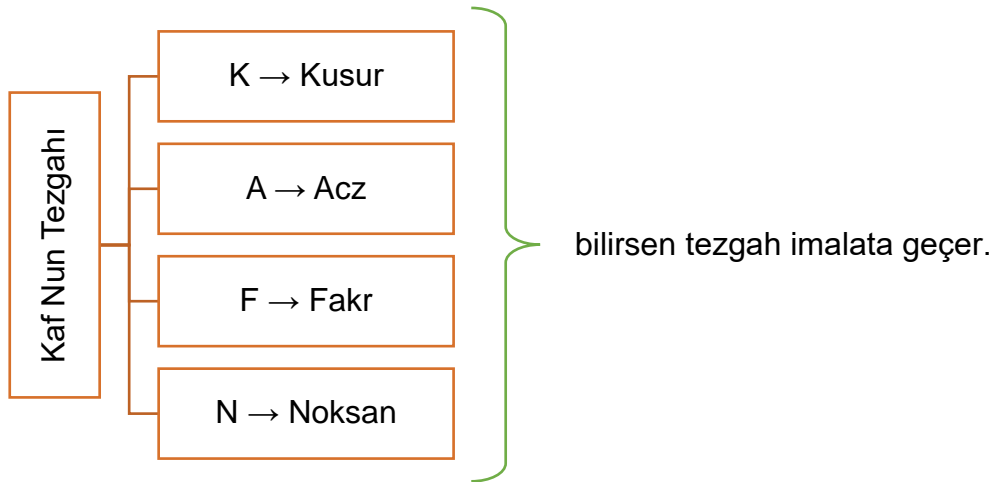 Kaf Nun Tezgahı
K → Kusur
A → Acz
F → Fakr
N → Noksan
bilirsen tezgah imalata geçer.